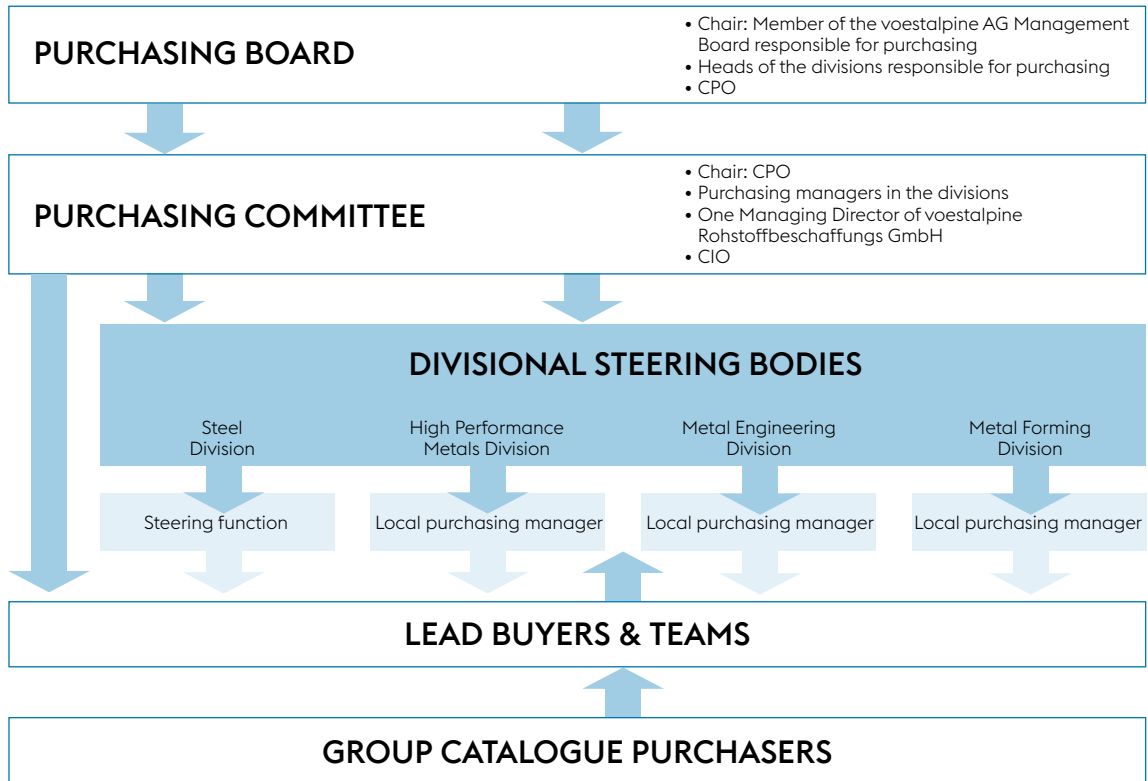 PURCHASING BOARD
• Chair: Member of the voestalpine AG Management
Board responsible for purchasing
• Heads of the divisions responsible for purchasing
• CPO
PURCHASING COMMITTEE
• Chair: CPO
• Purchasing managers in the divisions
• One Managing Director of voestalpine
Rohstoffbeschaffungs GmbH
• CIO
DIVISIONAL STEERING BODIES
Steel
Division
High Performance
Metals Division
Metal Engineering
Division
Metal Forming
Division
Steering function
Local purchasing manager
Local purchasing manager
Local purchasing manager
LEAD BUYERS & TEAMS
GROUP CATALOGUE PURCHASERS